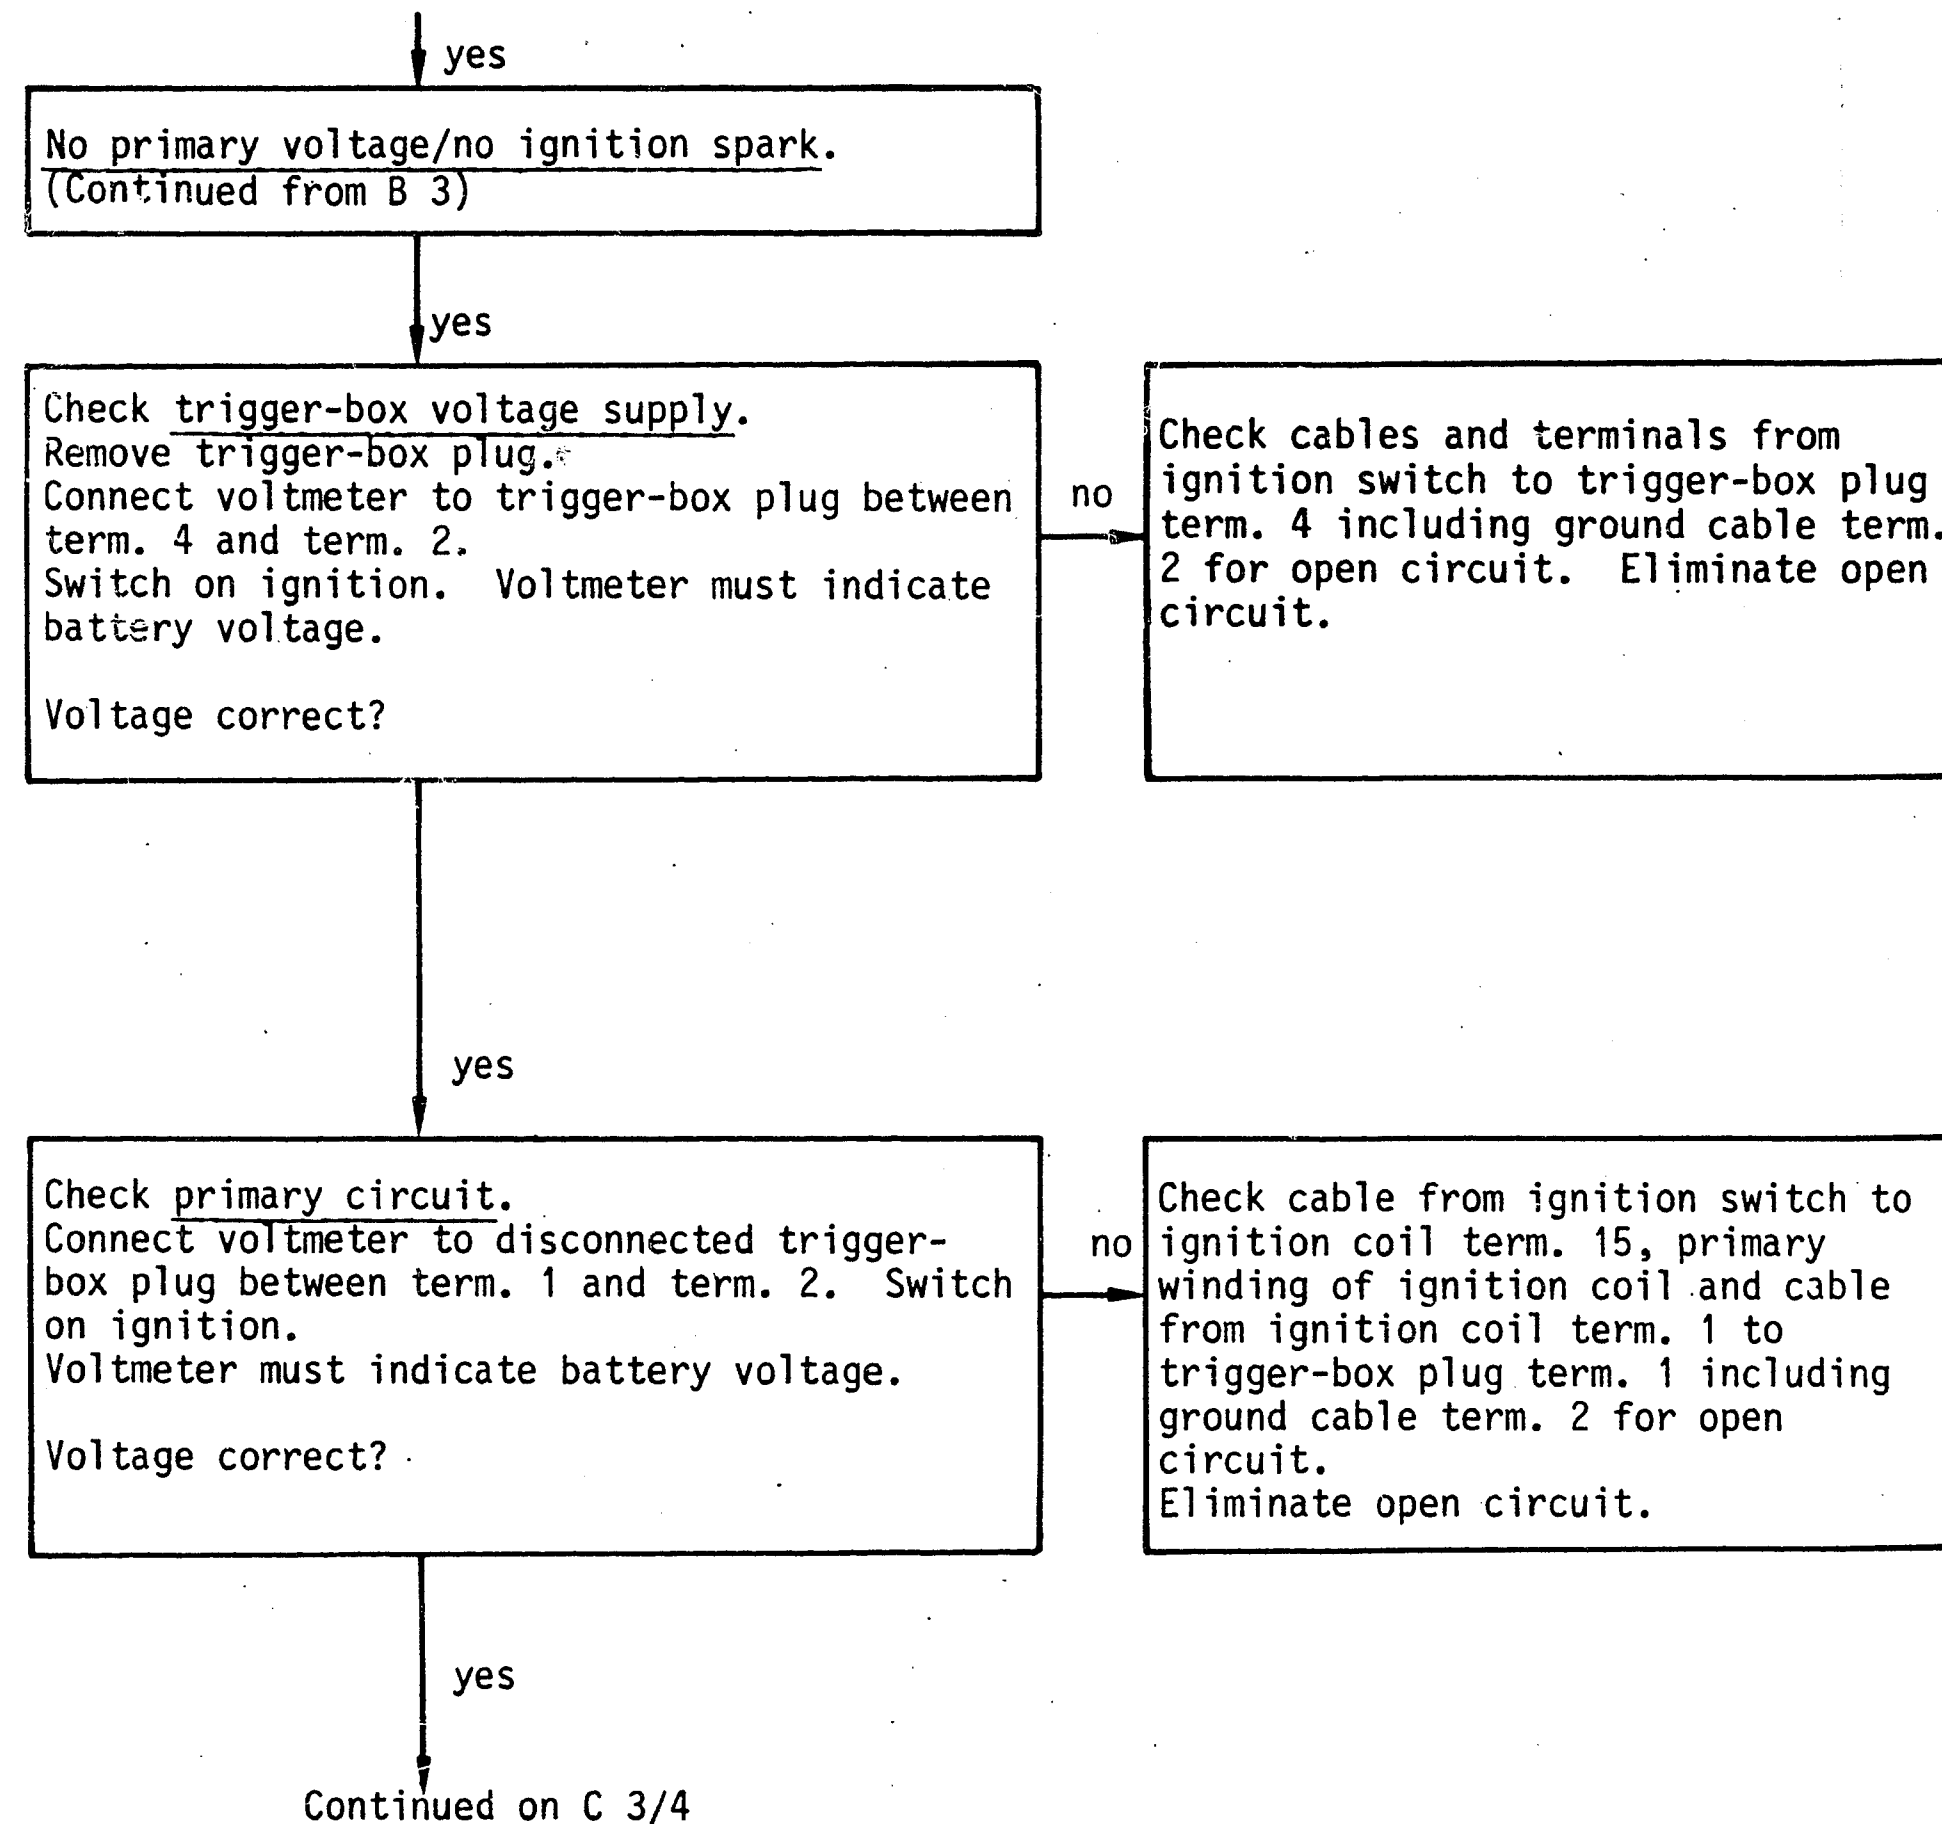 yes
No primary voltage/no ignition spark.
(Continued from B 3)
yes
Check trigger-box voltage supply.
Remove trigger-box plug.
Connect voltmeter to trigger-box plug between
term. 4 and term. 2.
Switch on ignition. Voltmeter must indicate
battery voltage.
Voltage correct?
no
Check cables and terminals from
ignition switch to trigger-box plug
term. 4 including ground cable term.
2 for open circuit. Eliminate open
circuit.
yes
Check primary circuit.
Connect voltmeter to disconnected trigger-
box plug between term. 1 and term. 2. Switch
on ignition.
Voltmeter must indicate battery voltage.
Voltage correct?
no
Check cable from ignition switch to
ignition coil term. 15, primary
winding of ignition coil and cable
from ignition coil term. 1 to
trigger-box plug term. 1 including
ground cable term. 2 for open
circuit.
Eliminate open circuit.
yes
Continued on C 3/4